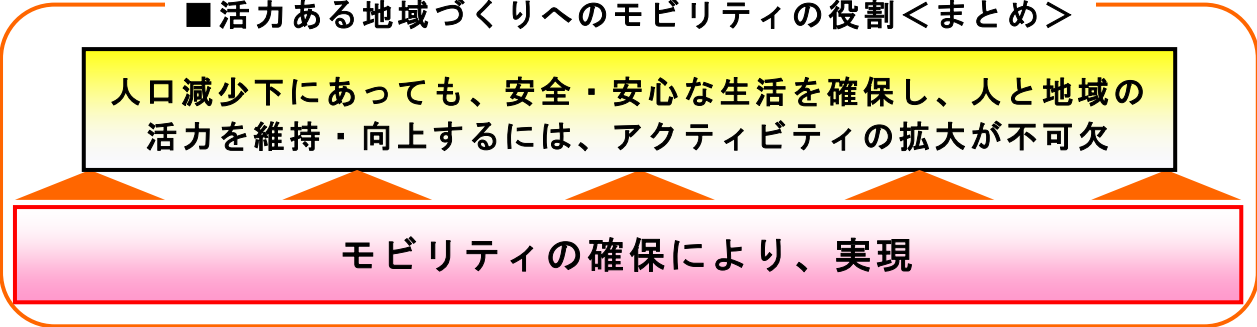 ■活力ある地域づくりへのモビリティの役割＜まとめ＞
人口減少下にあっても、安全・安心な生活を確保し、人と地域の
活力を維持・向上するには、アクティビティの拡大が不可欠
モビリティの確保により、実現